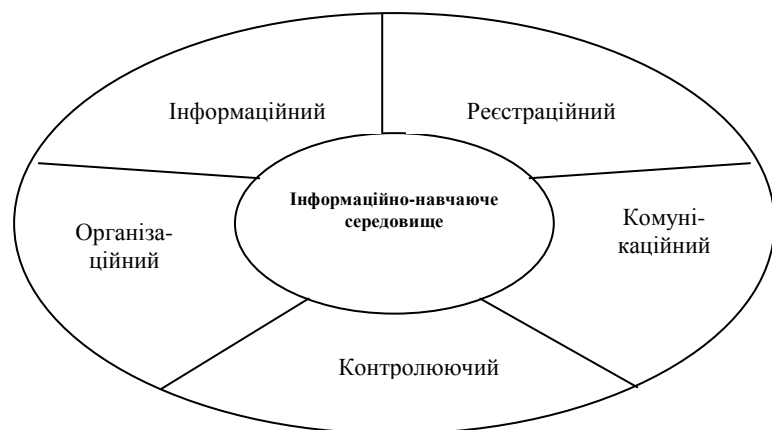 Інформаційний
Реєстраційний
Інформаційно-навчаюче
середовище
Організа-
ційний
Комуні-
каційний
Контролюючий